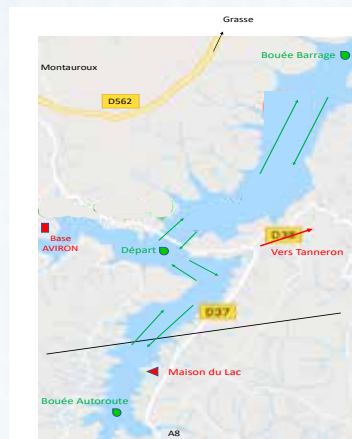 Grasse
Bouée Barrage
Montauroux
D562
Base
AVIRON
Départ
D38
Vers Tanneron
D37
Maison du Lac
Bouée Autoroute
A8